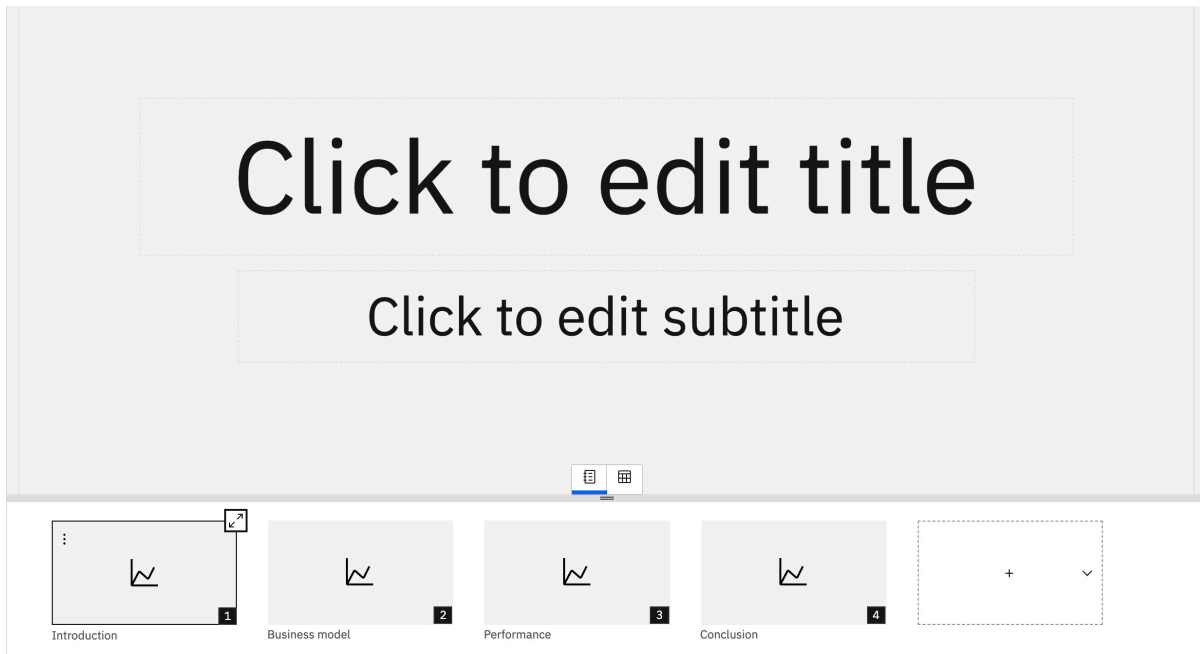 Click to edit title
Click to edit subtitle
1
Introduction
2
Business model
3
Performance
4
Conclusion
+